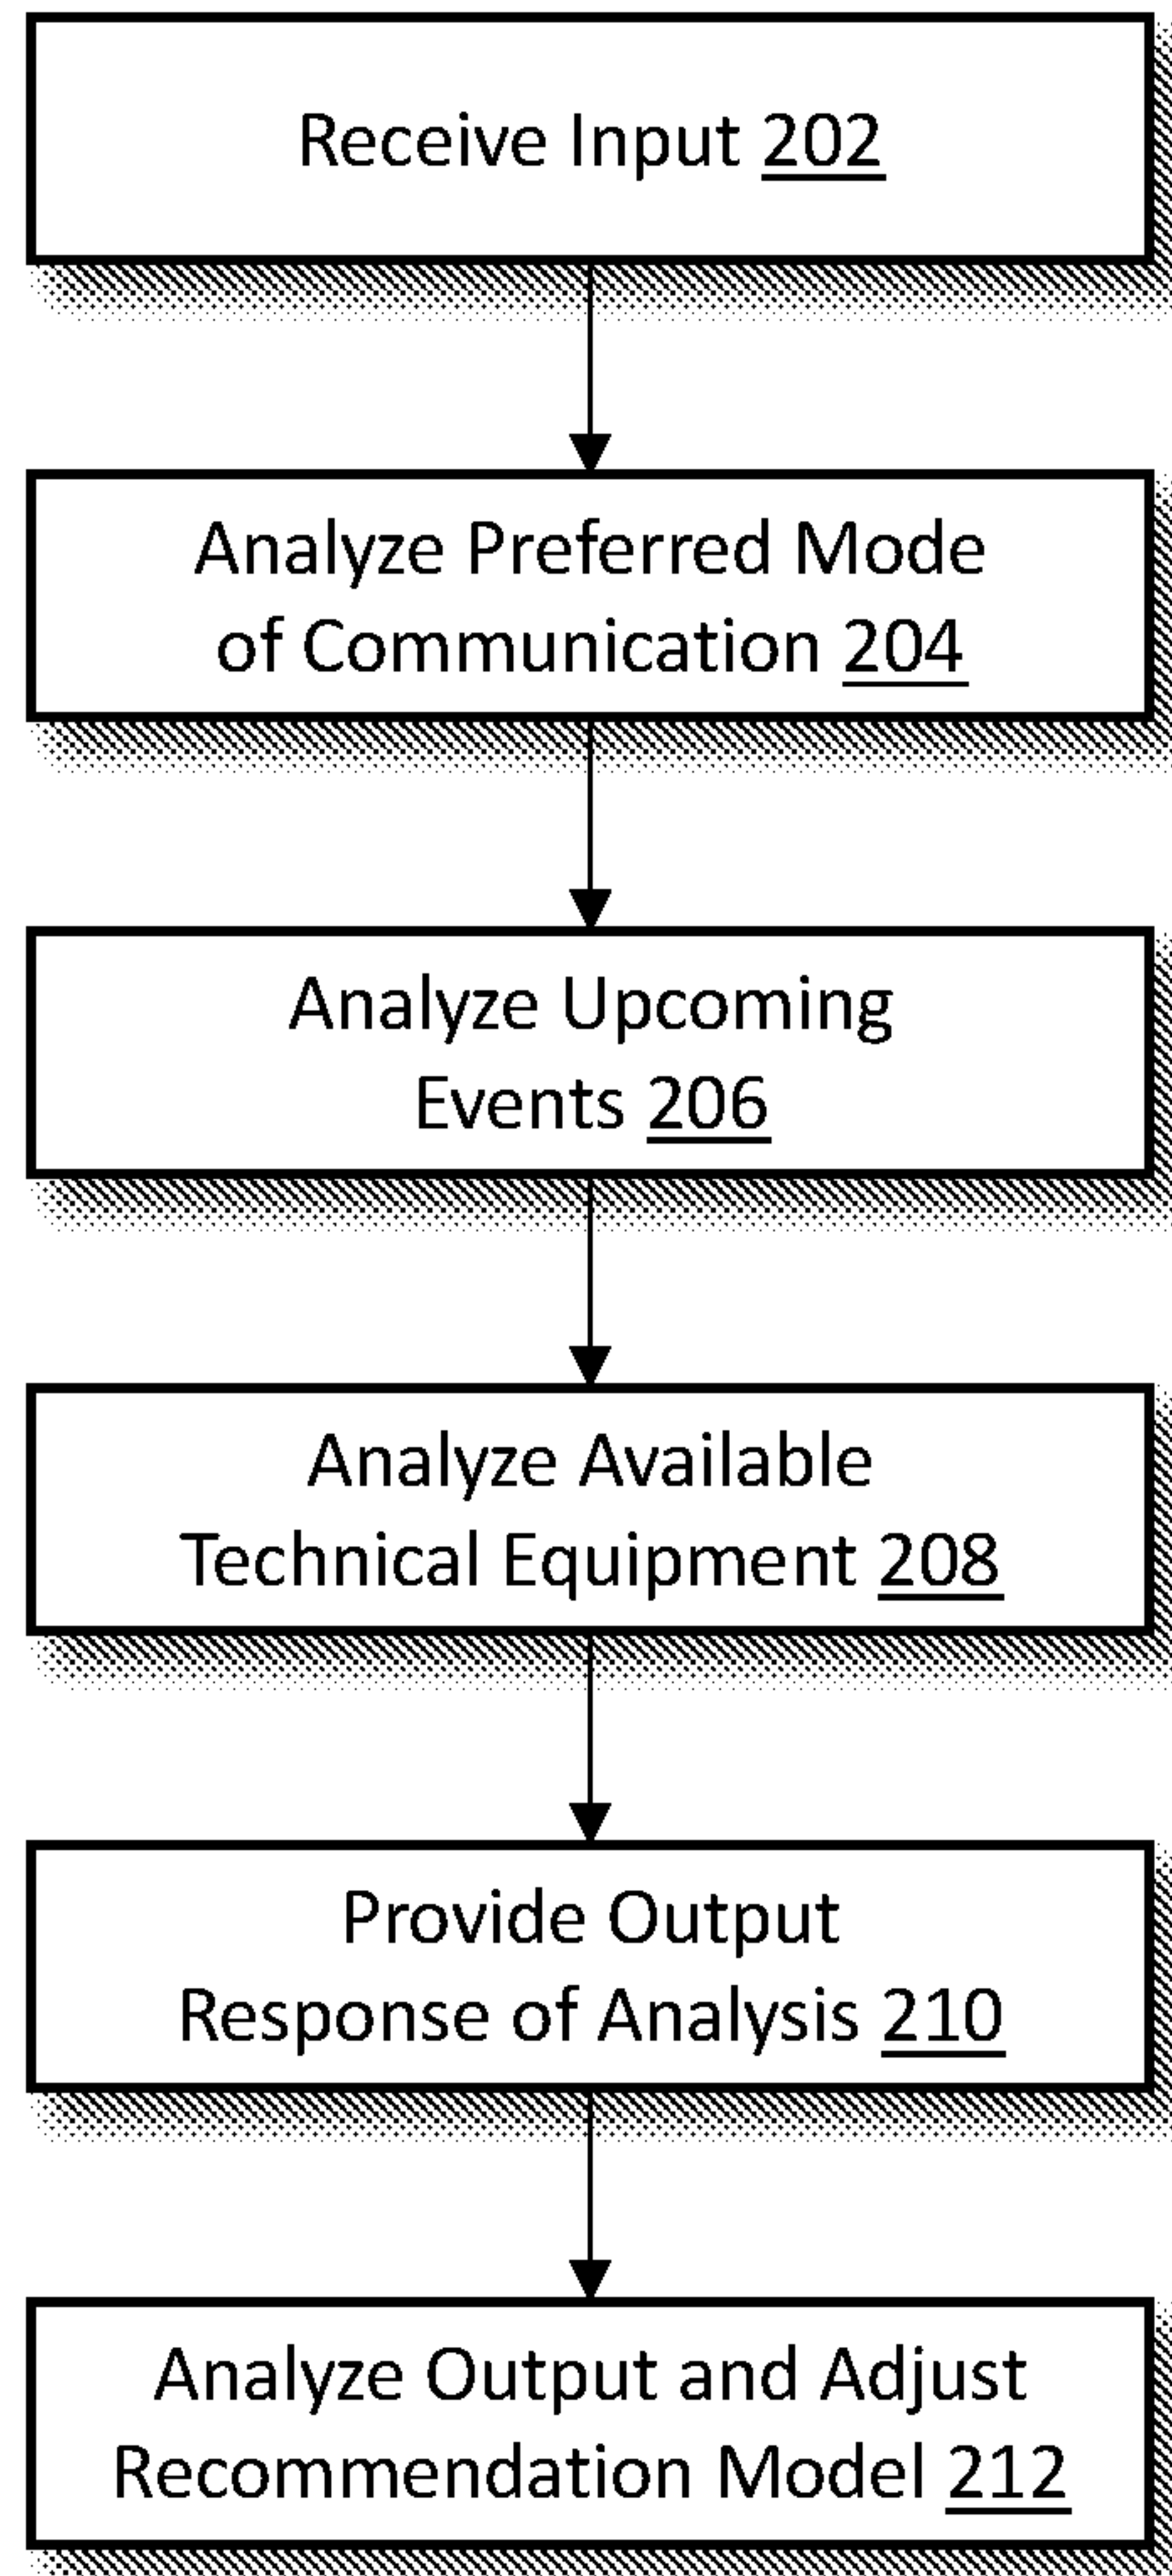 Receive Input 202
Analyze Preferred Mode
of Communication 204
Analyze Upcoming
Events 206
Analyze Available
Technical Equipment 208
Provide Output
Response of Analysis 210
Analyze Output and Adjust
Recommendation Model 212